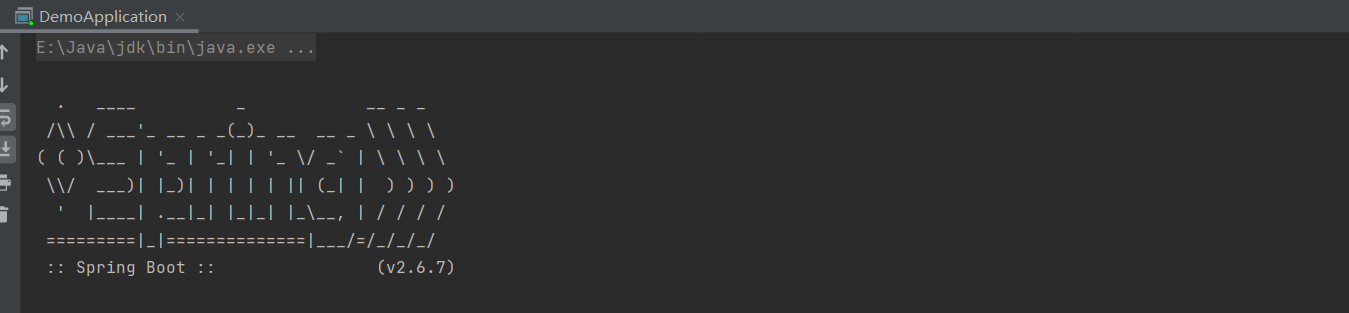 DemoApplication
E:\Java\jdk\bin\java.exe ...
  .   ____          _            __ _ _
 /\\ / ___'_ __ _ _(_)_ __  __ _ \ \ \ \
( ( )\___ | '_ | '_| | '_ \/ _` | \ \ \ \
 \\/  ___)| |_)| | | | | || (_| |  ) ) ) )
  '  |____| .__|_| |_|_| |_\__, | / / / /
 =========|_|==============|___/=/_/_/_/
 :: Spring Boot ::                (v2.6.7)